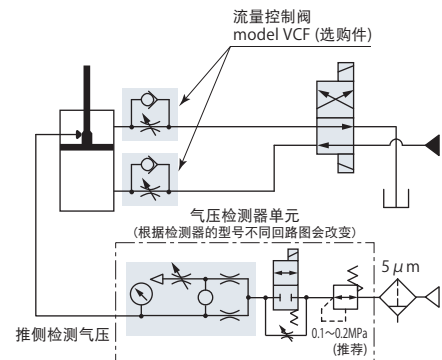 流量控制阀
model VCF (选购件)
气压检测器单元
(根据检测器的型号不同回路图会改变)
5μm
推侧检测气压
0.1～0.2MPa
(推荐)